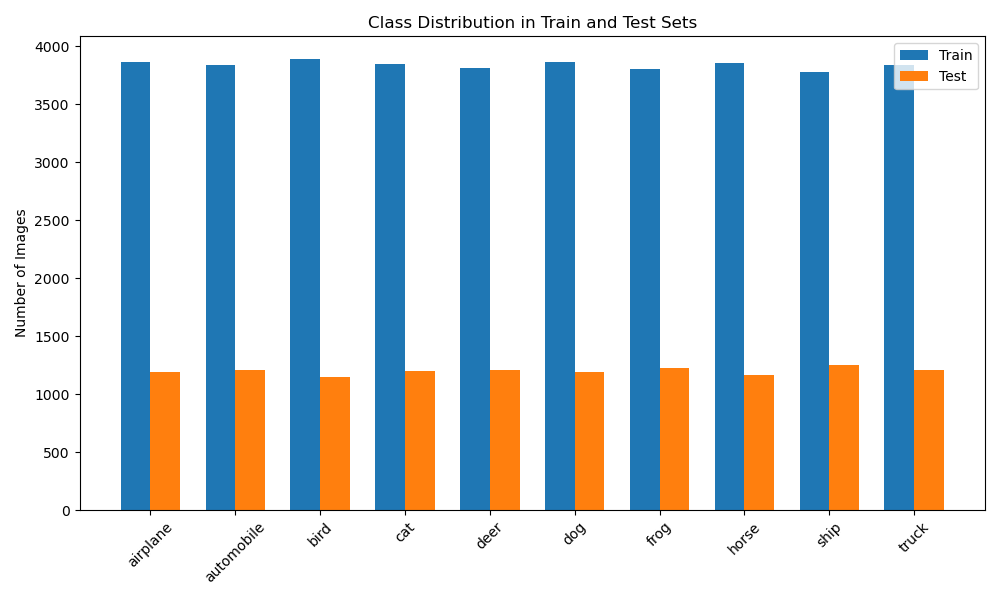 Class Distribution in Train and Test Sets
Train
Test
Number of Images
4000
3500
3000
2500
2000
1500
1000
500
0
airplane
automobile
bird
cat
deer
dog
frog
horse
ship
truck